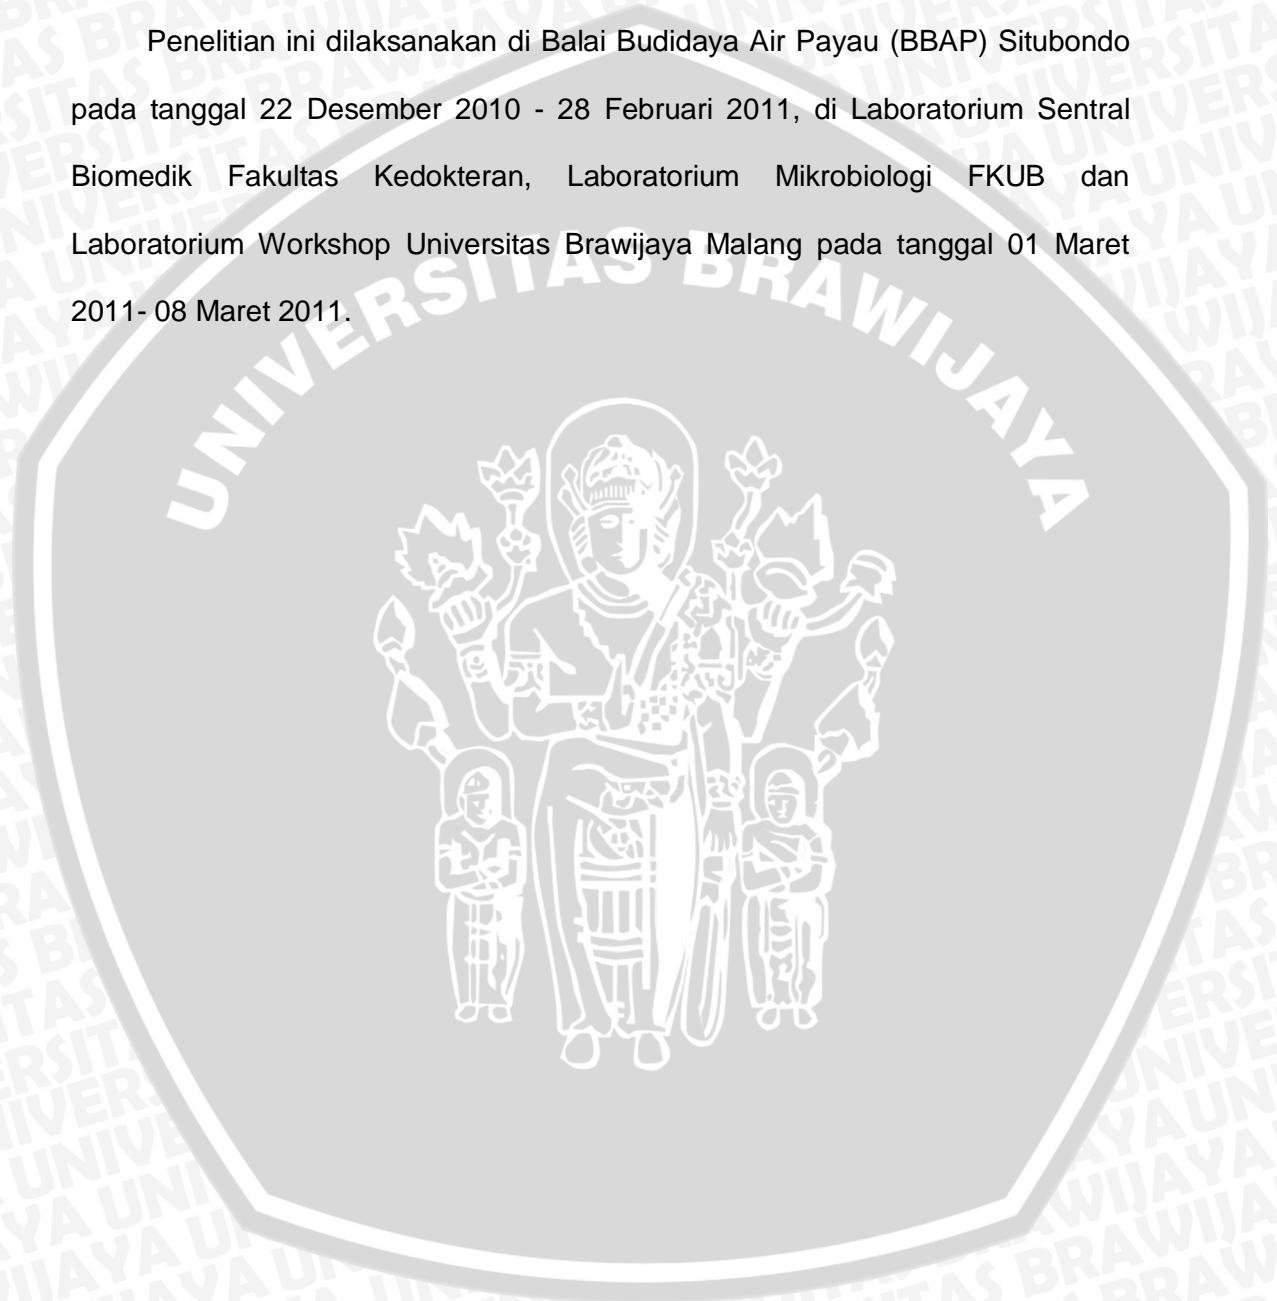 Penelitian ini dilaksanakan di Balai Budidaya Air Payau (BBAP) Situbondo
pada tanggal 22 Desember 2010 - 28 Februari 2011, di Laboratorium Sentral
Biomedik Fakultas Kedokteran, Laboratorium Mikrobiologi FKUB dan
Laboratorium Workshop Universitas Brawijaya Malang pada tanggal 01 Maret
2011- 08 Maret 2011.
UNIVERSITAS BRAWIJAYA